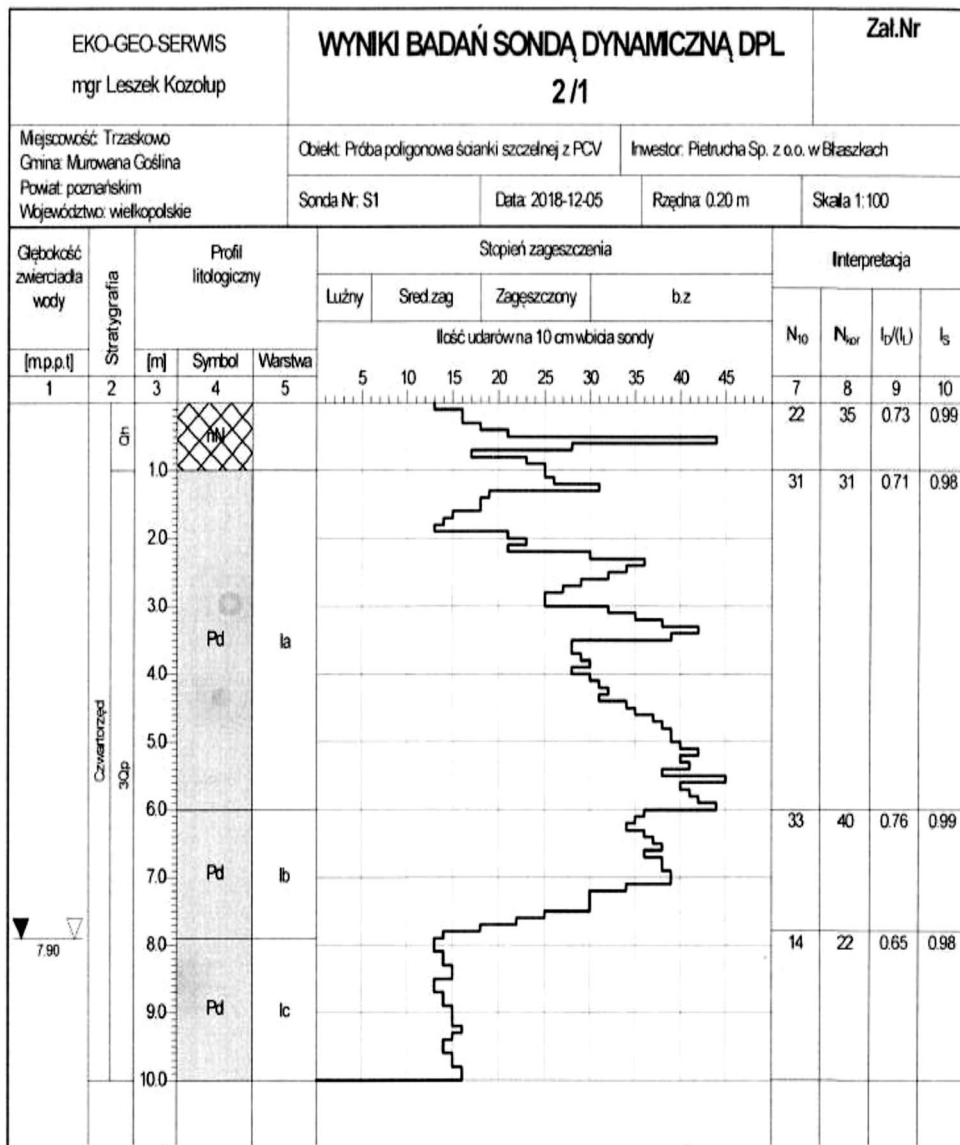 EKO-GEO-SERWIS
mgr Leszek Kozołup
WYNIKI BADAŃ SONDĄ DYNAMICZNĄ DPL
2/1
Zał.Nr
Miejscowość: Trzaskowo
Gmina: Murowana Goślina
Powiat: poznańskim
Województwo: wielkopolskie
Obiekt: Próba poligonowa ścianki szczelnej z PCV
Inwestor: Pietrucha Sp. z o.o. w Błaszkach
Sonda Nr: S1
Data: 2018-12-05
Rzędna: 0.20 m
Skala 1:100
Głębokość
zwierciadła
wody
[m.p.p.t]
Stratygrafia
Profil
litologiczny
[m] Symbol Warstwa
Stopień zagęszczenia
Luźny Sred.zag Zagęszczony b.z
Ilość udarów na 10 cm wbicia sondy
5 10 15 20 25 30 35 40 45
Interpretacja
N10 Nkor ID/(IL) IS
1 2 3 4 5 7 8 9 10
Qh
nN
22 35 0.73 0.99
1.0
31 31 0.71 0.98
2.0
3.0
Pd Ia
4.0
5.0
Czwartorzęd
3Qp
6.0
33 40 0.76 0.99
Pd Ib
7.0
7.90
8.0
14 22 0.65 0.98
Pd Ic
9.0
10.0